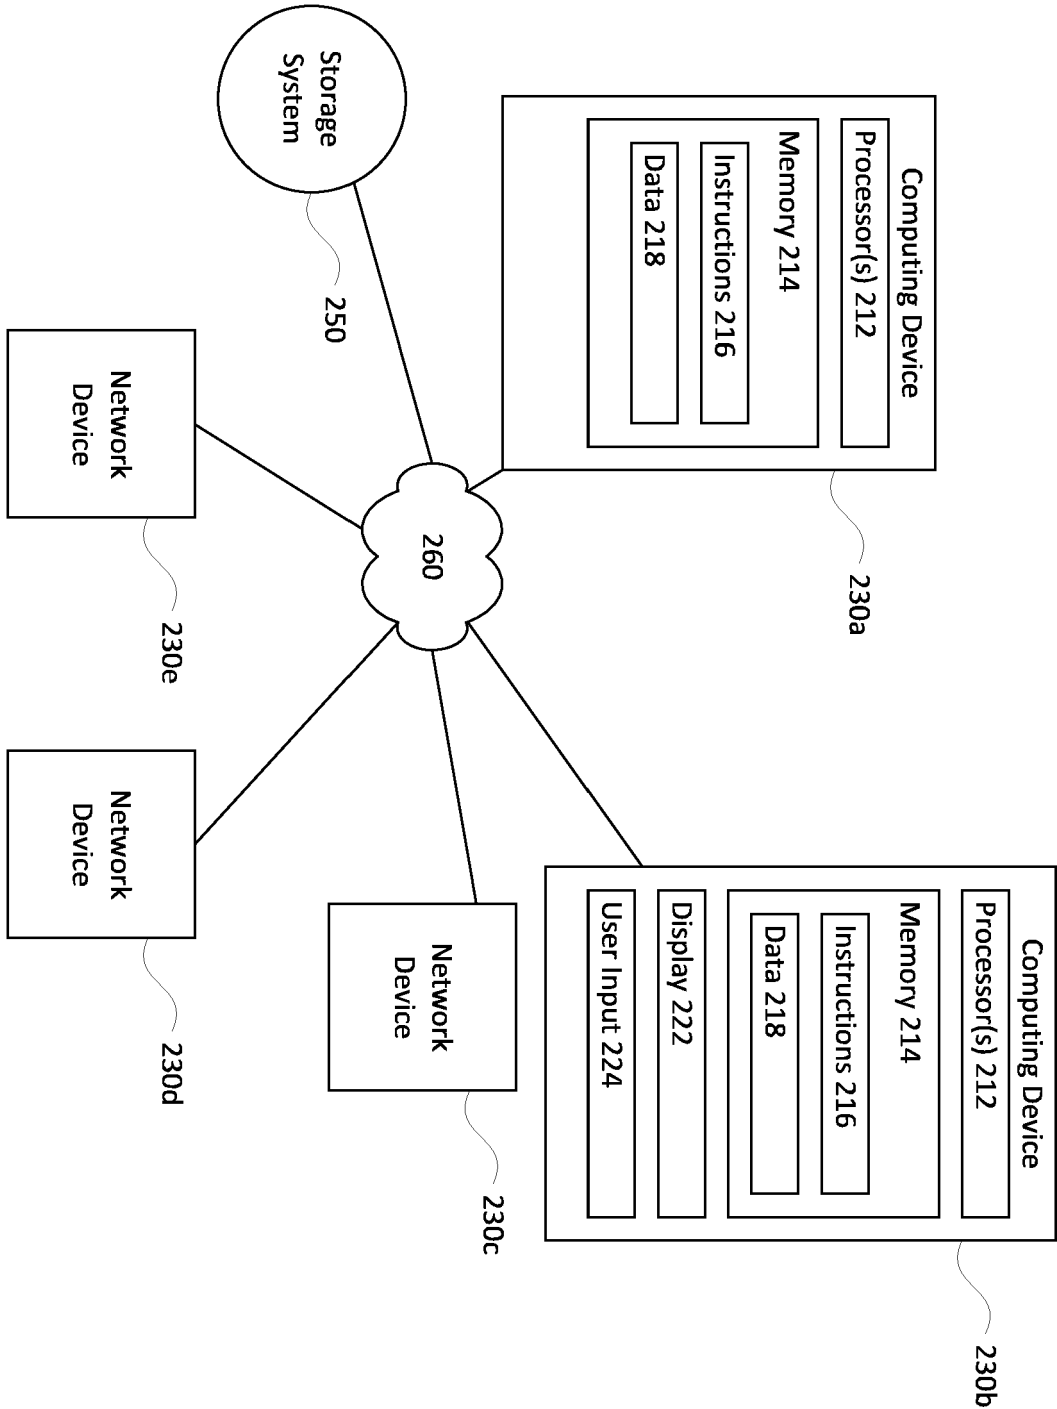 Computing Device
Processor(s) 212
Memory 214
Instructions 216
Data 218
230a
Computing Device
Processor(s) 212
Memory 214
Instructions 216
Data 218
Display 222
User Input 224
230b
Storage
System
250
260
Network
Device
230c
Network
Device
230e
Network
Device
230d